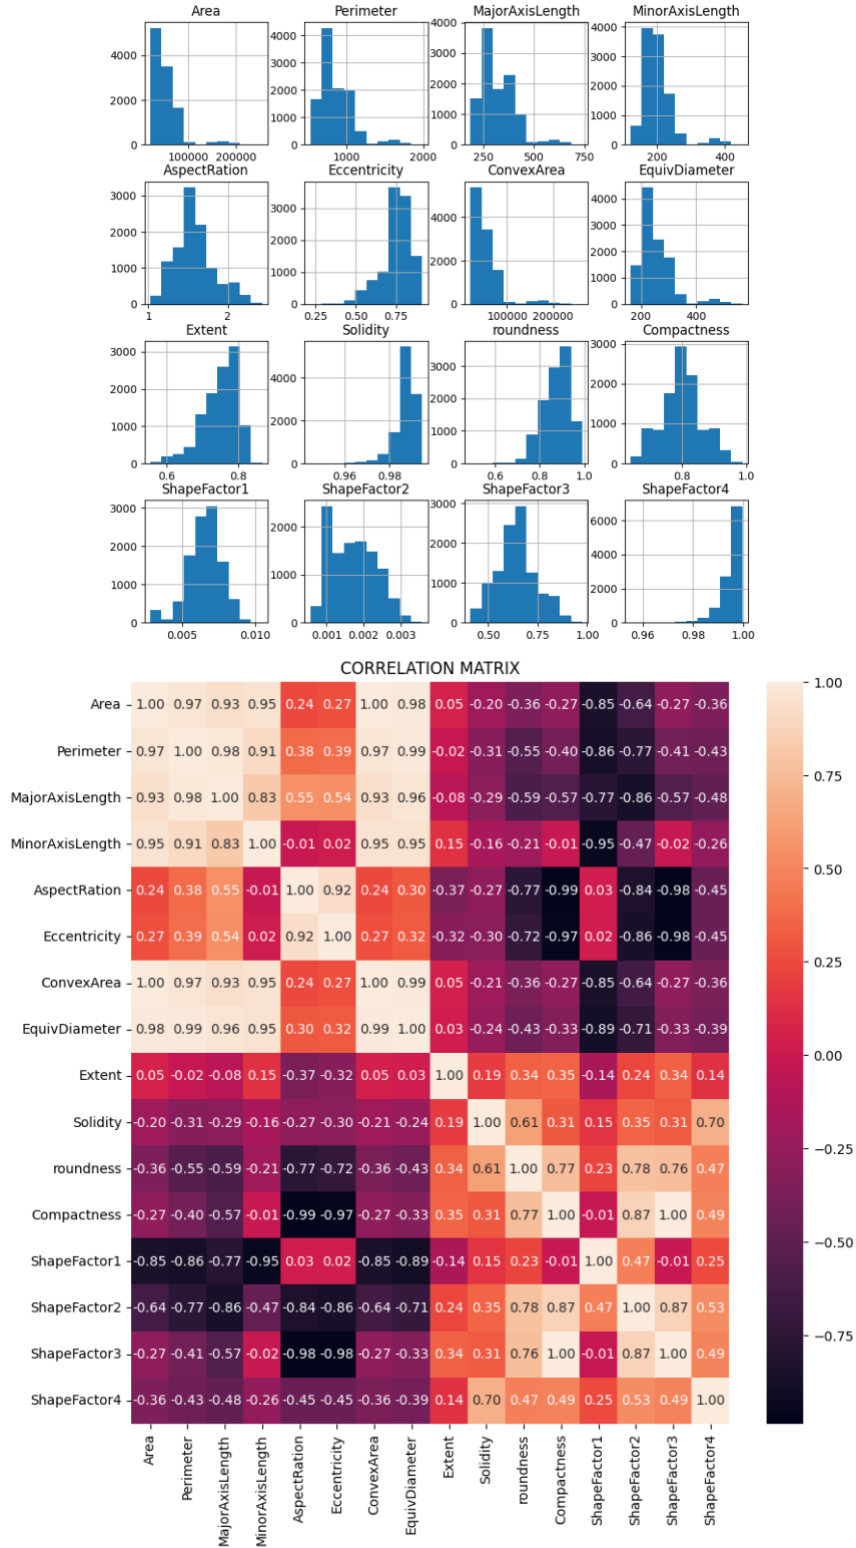 Area Perimeter MajorAxisLength MinorAxisLength
4000 2000 0 100000 200000
4000 3000 2000 1000 0 1000 2000
4000 3000 2000 1000 0 250 500 750
4000 3000 2000 1000 0 200 400
AspectRation Eccentricity ConvexArea EquivDiameter
3000 2000 1000 0 1 2
3000 2000 1000 0 0.25 0.50 0.75
4000 2000 0 100000 200000
4000 3000 2000 1000 0 200 400
Extent Solidity roundness Compactness
3000 2000 1000 0 0.6 0.8
4000 2000 0 0.96 0.98
3000 2000 1000 0 0.6 0.8 1.0
3000 2000 1000 0 0.8 1.0
ShapeFactor1 ShapeFactor2 ShapeFactor3 ShapeFactor4
3000 2000 1000 0 0.005 0.010
2000 1000 0 0.001 0.002 0.003
3000 2000 1000 0 0.50 0.75 1.00
6000 4000 2000 0 0.96 0.98 1.00
CORRELATION MATRIX
Area 1.00 0.97 0.93 0.95 0.24 0.27 1.00 0.98 0.05 -0.20 -0.36 -0.27 -0.85 -0.64 -0.27 -0.36
Perimeter 0.97 1.00 0.98 0.91 0.38 0.39 0.97 0.99 -0.02 -0.31 -0.55 -0.40 -0.86 -0.77 -0.41 -0.43
MajorAxisLength 0.93 0.98 1.00 0.83 0.55 0.54 0.93 0.96 -0.08 -0.29 -0.59 -0.57 -0.77 -0.86 -0.57 -0.48
MinorAxisLength 0.95 0.91 0.83 1.00 -0.01 0.02 0.95 0.95 0.15 -0.16 -0.21 -0.01 -0.95 -0.47 -0.02 -0.26
AspectRation 0.24 0.38 0.55 -0.01 1.00 0.92 0.24 0.30 -0.37 -0.27 -0.77 -0.99 0.03 -0.84 -0.98 -0.45
Eccentricity 0.27 0.39 0.54 0.02 0.92 1.00 0.27 0.32 -0.32 -0.30 -0.72 -0.97 0.02 -0.86 -0.98 -0.45
ConvexArea 1.00 0.97 0.93 0.95 0.24 0.27 1.00 0.99 0.05 -0.21 -0.36 -0.27 -0.85 -0.64 -0.27 -0.36
EquivDiameter 0.98 0.99 0.96 0.95 0.30 0.32 0.99 1.00 0.03 -0.24 -0.43 -0.33 -0.89 -0.71 -0.33 -0.39
Extent 0.05 -0.02 -0.08 0.15 -0.37 -0.32 0.05 0.03 1.00 0.19 0.34 0.35 -0.14 0.24 0.34 0.14
Solidity -0.20 -0.31 -0.29 -0.16 -0.27 -0.30 -0.21 -0.24 0.19 1.00 0.61 0.31 0.15 0.35 0.31 0.70
roundness -0.36 -0.55 -0.59 -0.21 -0.77 -0.72 -0.36 -0.43 0.34 0.61 1.00 0.77 0.23 0.78 0.76 0.47
Compactness -0.27 -0.40 -0.57 -0.01 -0.99 -0.97 -0.27 -0.33 0.35 0.31 0.77 1.00 -0.01 0.87 1.00 0.49
ShapeFactor1 -0.85 -0.86 -0.77 -0.95 0.03 0.02 -0.85 -0.89 -0.14 0.15 0.23 -0.01 1.00 0.47 -0.01 0.25
ShapeFactor2 -0.64 -0.77 -0.86 -0.47 -0.84 -0.86 -0.64 -0.71 0.24 0.35 0.78 0.87 0.47 1.00 0.87 0.53
ShapeFactor3 -0.27 -0.41 -0.57 -0.02 -0.98 -0.98 -0.27 -0.33 0.34 0.31 0.76 1.00 -0.01 0.87 1.00 0.49
ShapeFactor4 -0.36 -0.43 -0.48 -0.26 -0.45 -0.45 -0.36 -0.39 0.14 0.70 0.47 0.49 0.25 0.53 0.49 1.00
Area Perimeter MajorAxisLength MinorAxisLength AspectRation Eccentricity ConvexArea EquivDiameter Extent Solidity roundness Compactness ShapeFactor1 ShapeFactor2 ShapeFactor3 ShapeFactor4
1.00
0.75
0.50
0.25
0.00
−0.25
−0.50
−0.75